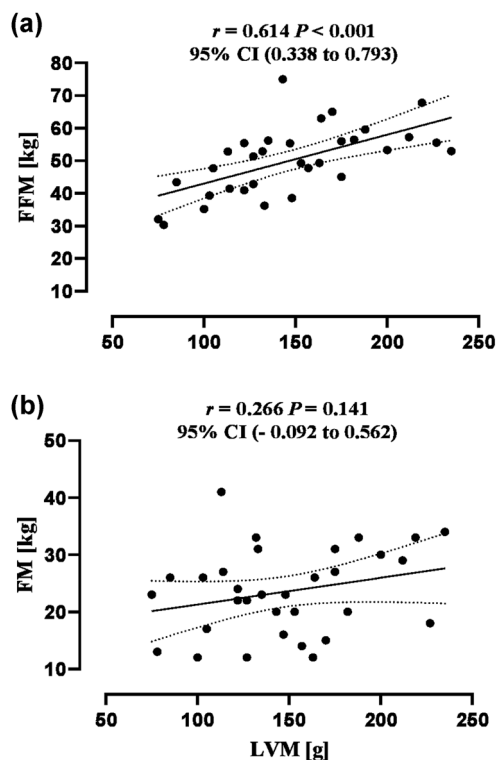 (a)
r = 0.614 P < 0.001
95% CI (0.338 to 0.793)
FFM [kg]
80
70
60
50
40
30
20
10
50 100 150 200 250
(b)
r = 0.266 P = 0.141
95% CI (- 0.092 to 0.562)
FM [kg]
50
40
30
20
10
50 100 150 200 250
LVM [g]